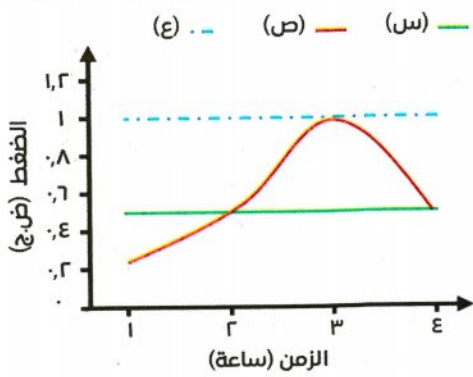 (س) (ص) (ع)
الضغط (ض.ج)
١,٢
١
٠,٨
٠,٦
٠,٤
٠,٢
٠
١ ٢ ٣ ٤
الزمن (ساعة)